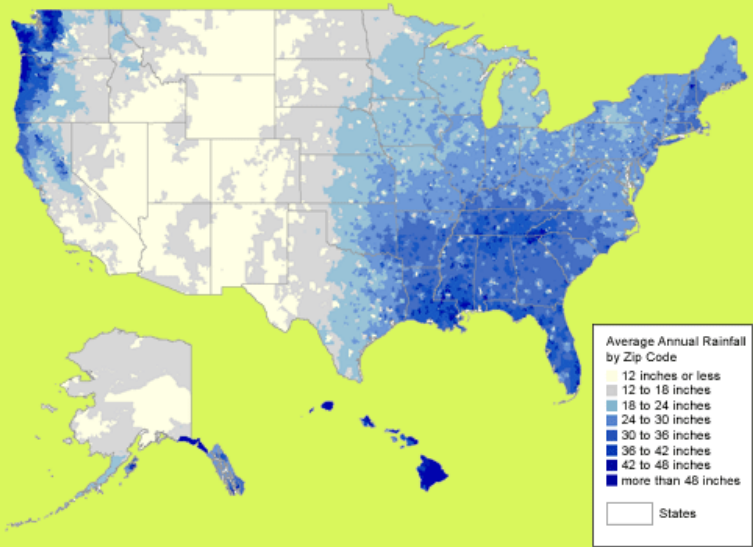 Average Annual Rainfall
by Zip Code
12 inches or less
12 to 18 inches
18 to 24 inches
24 to 30 inches
30 to 36 inches
36 to 42 inches
42 to 48 inches
more than 48 inches
States